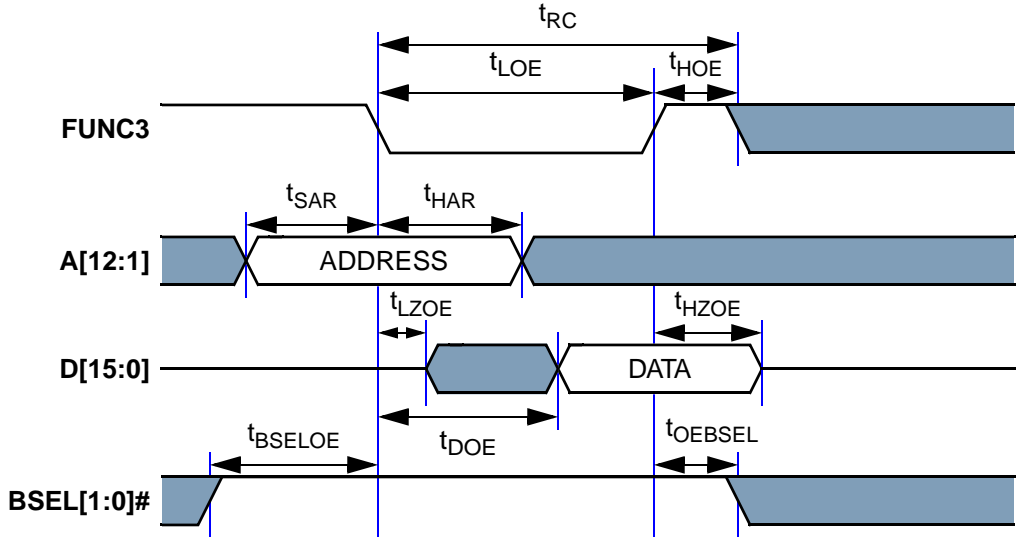 tRC
tLOE
tHOE
FUNC3
tSAR
tHAR
A[12:1]
ADDRESS
tLZOE
tHZOE
D[15:0]
DATA
tBSELOE
tDOE
tOEBSEL
BSEL[1:0]#